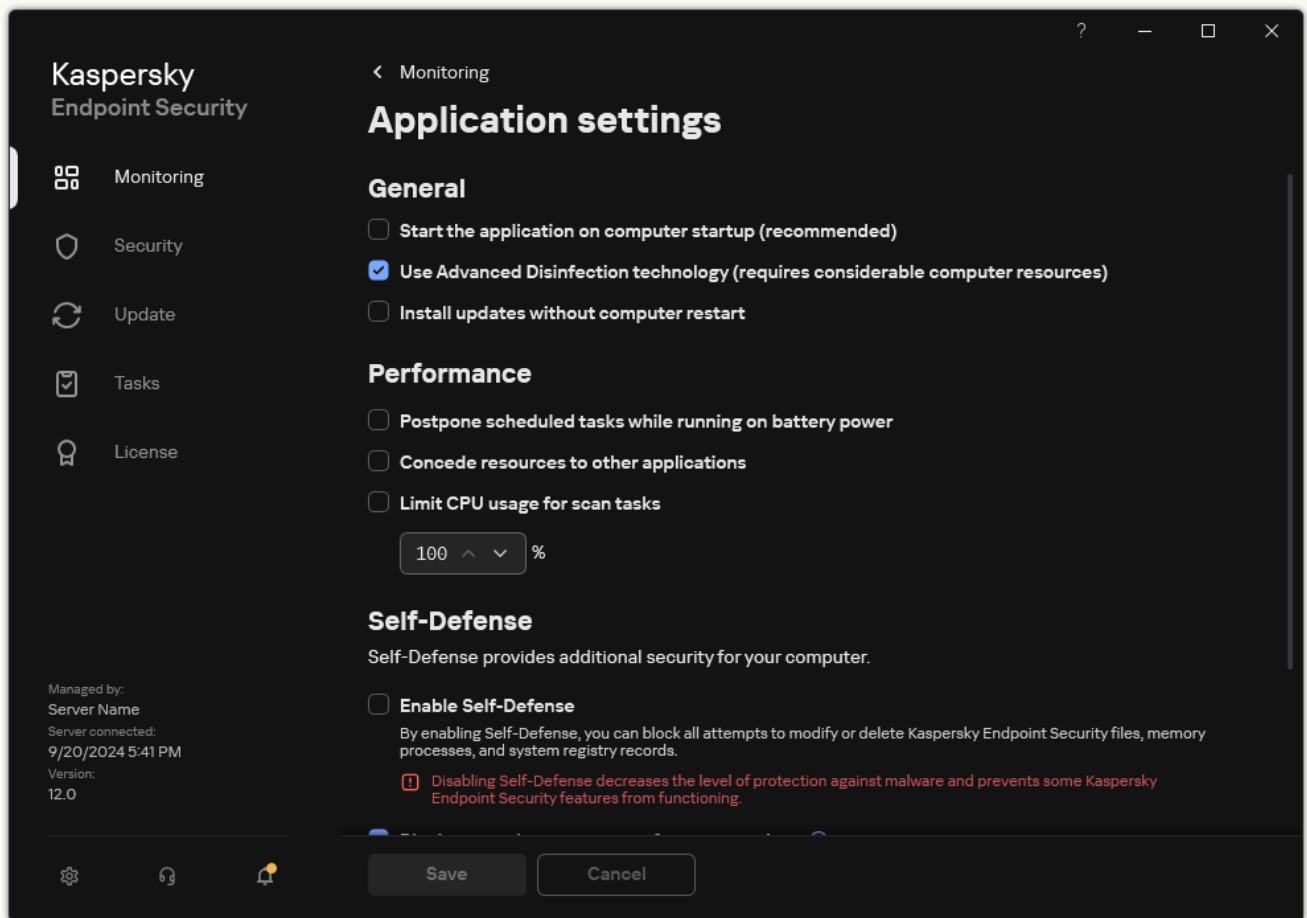 ?
Kaspersky
Endpoint Security
Monitoring
Security
Update
Tasks
License
Managed by:
Server Name
Server connected:
9/20/2024 5:41 PM
Version:
12.0
Monitoring
Application settings
General
Start the application on computer startup (recommended)
Use Advanced Disinfection technology (requires considerable computer resources)
Install updates without computer restart
Performance
Postpone scheduled tasks while running on battery power
Concede resources to other applications
Limit CPU usage for scan tasks
100 %
Self-Defense
Self-Defense provides additional security for your computer.
Enable Self-Defense
By enabling Self-Defense, you can block all attempts to modify or delete Kaspersky Endpoint Security files, memory
processes, and system registry records.
Disabling Self-Defense decreases the level of protection against malware and prevents some Kaspersky
Endpoint Security features from functioning.
Save
Cancel